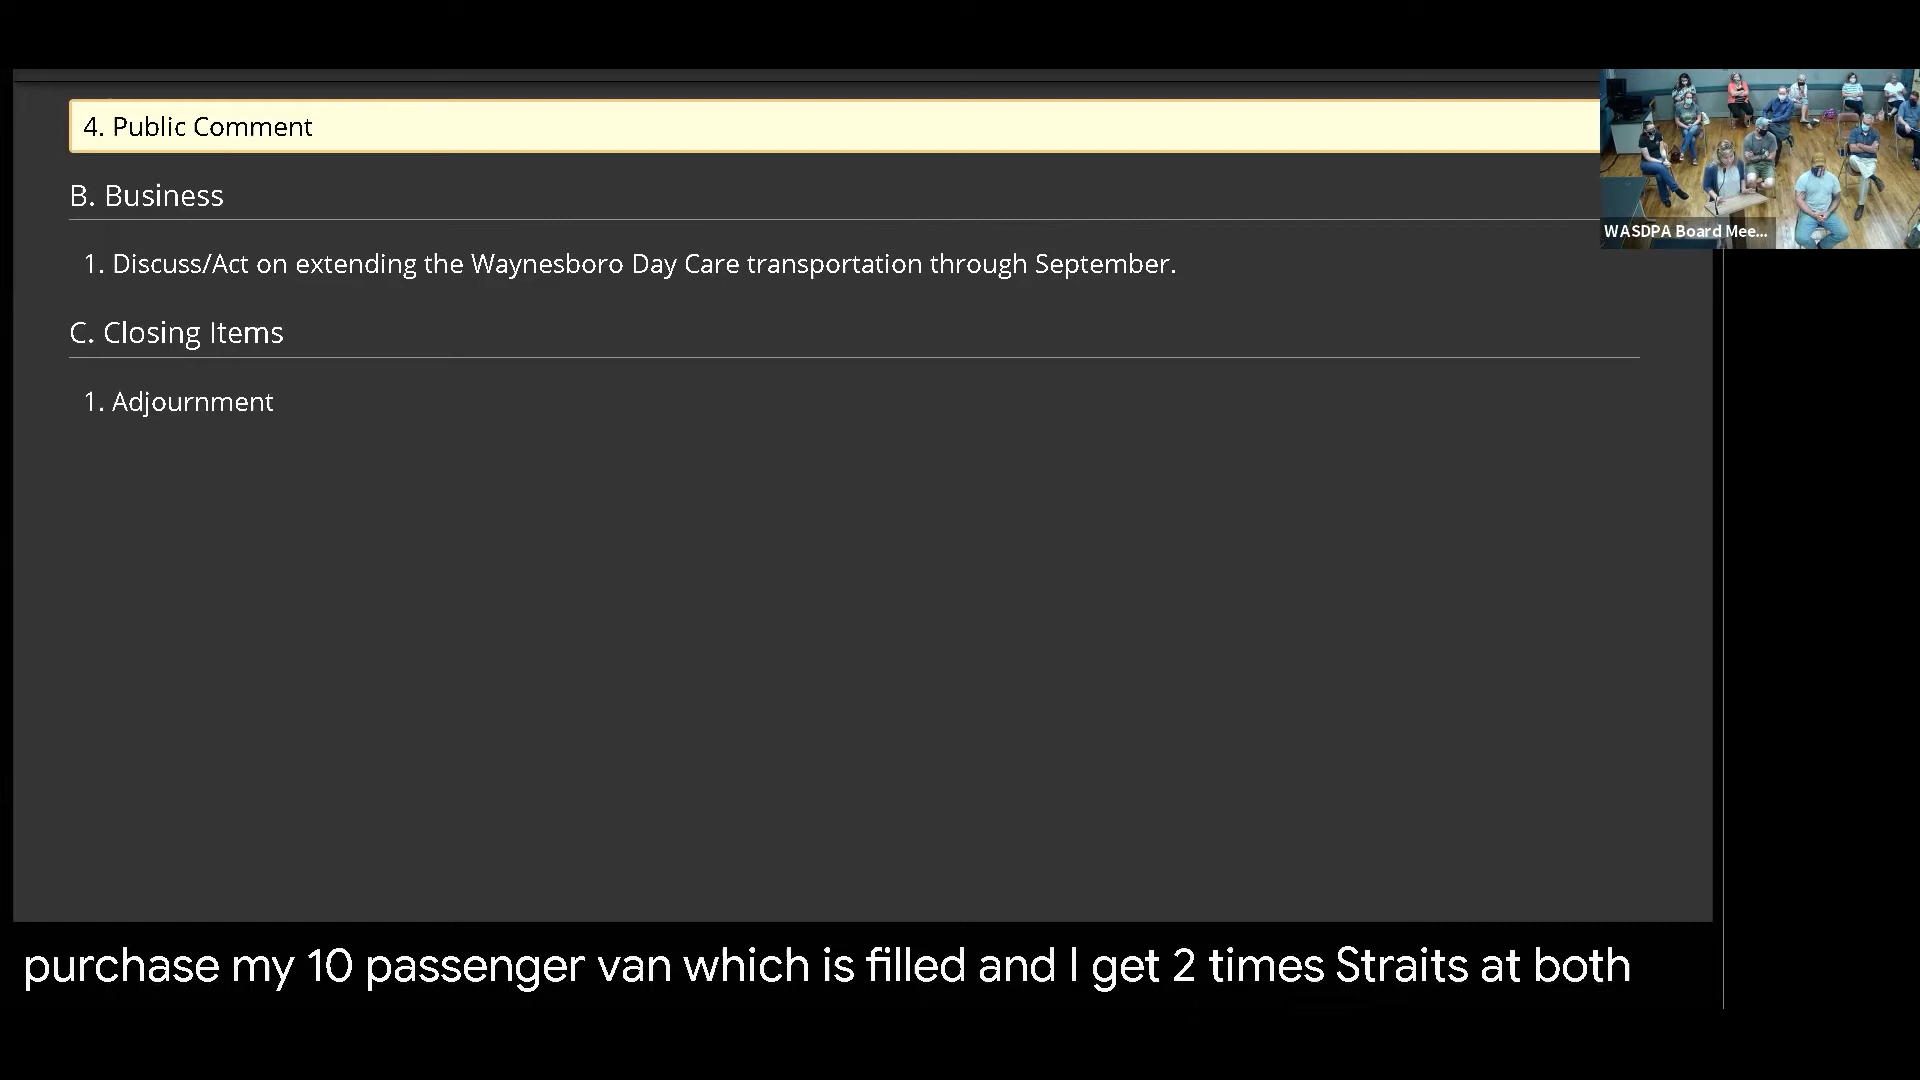 4. Public Comment
B. Business
1. Discuss/Act on extending the Waynesboro Day Care transportation through September.
C. Closing Items
1. Adjournment
WASDPA Board Mee...
purchase my 10 passenger van which is filled and I get 2 times Straits at both